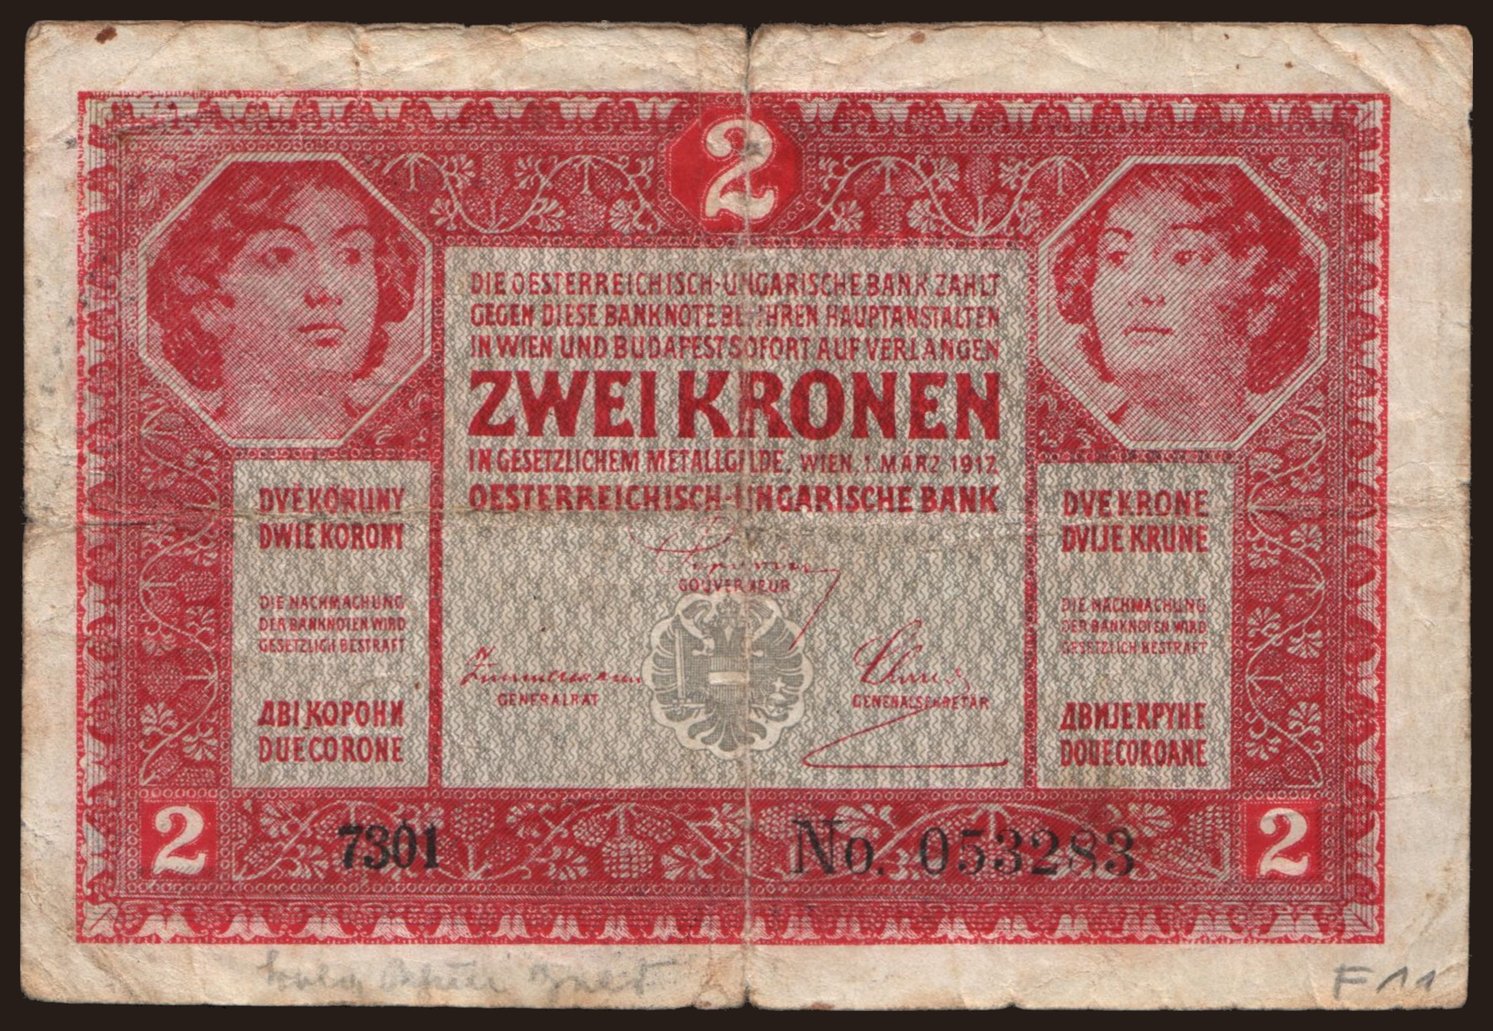 2
DIE OESTERREICHISCH-UNGARISCHE BANK ZAHLT
GEGEN DIESE BANKNOTE BEI IHREN HAUPTANSTALTEN
IN WIEN UND BUDAPEST SOFORT AUF VERLANGEN
ZWEI KRONEN
IN GESETZLICHEM METALLGELDE. WIEN, 1. MÄRZ 1917
OESTERREICHISCH-UNGARISCHE BANK
GOUVERNEUR
GENERALRAT
GENERALSEKRETÄR
DVĚ KORUNY
DWIE KORONY
DIE NACHMACHUNG
DER BANKNOTEN WIRD
GESETZLICH BESTRAFT
ДВІ КОРОНИ
DUE CORONE
DVE KRONE
DVIJE KRUNE
DIE NACHMACHUNG
DER BANKNOTEN WIRD
GESETZLICH BESTRAFT
ДВИЈЕ КРУНЕ
DOUE COROANE
2
7301
No. 053283
2
F 11